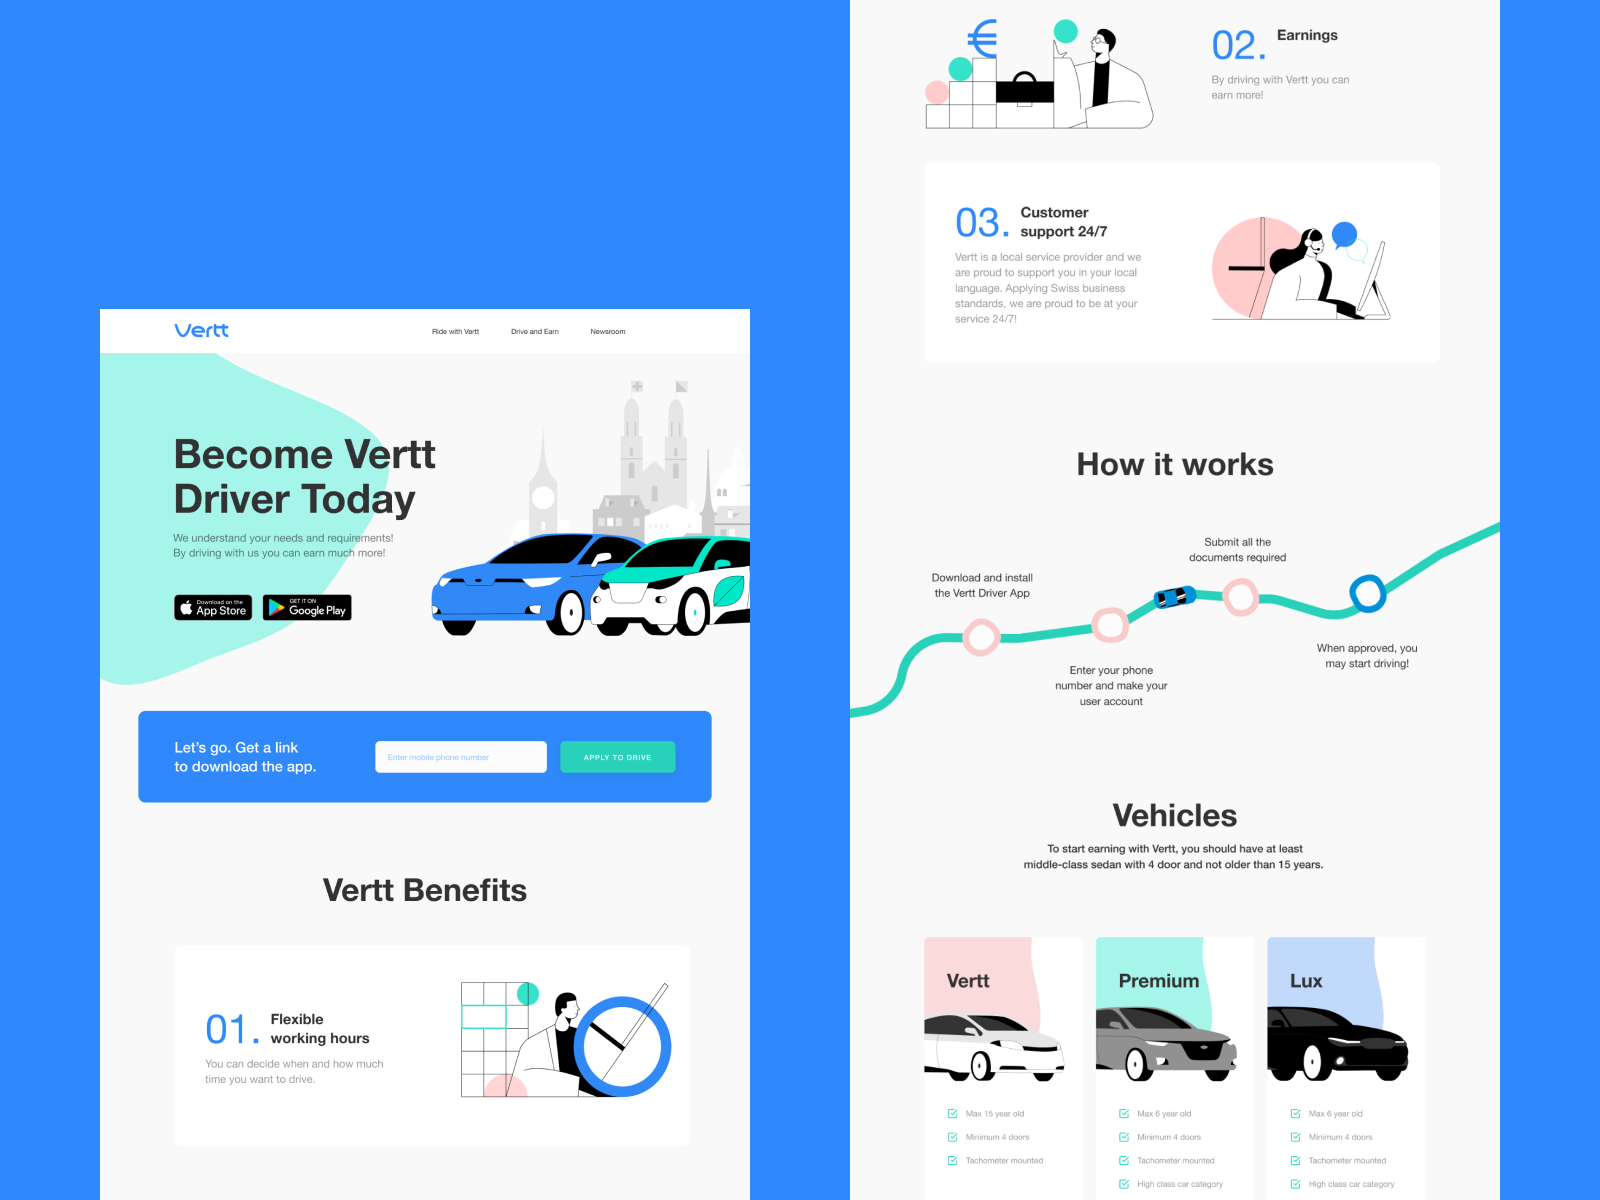 Vertt
Ride with Vertt
Drive and Earn
Newsroom
Become Vertt
Driver Today
We understand your needs and requirements!
By driving with us you can earn much more!
Download on the
App Store
GET IT ON
Google Play
Let's go. Get a link
to download the app.
Enter mobile phone number
APPLY TO DRIVE
Vertt Benefits
01.
Flexible
working hours
You can decide when and how much
time you want to drive.
€
02.
Earnings
By driving with Vertt you can
earn more!
03.
Customer
support 24/7
Vertt is a local service provider and we
are proud to support you in your local
language. Applying Swiss business
standards, we are proud to be at your
service 24/7!
How it works
Download and install
the Vertt Driver App
Enter your phone
number and make your
user account
Submit all the
documents required
When approved, you
may start driving!
Vehicles
To start earning with Vertt, you should have at least
middle-class sedan with 4 door and not older than 15 years.
Vertt
Max 15 year old
Minimum 4 doors
Tachometer mounted
Premium
Max 6 year old
Minimum 4 doors
Tachometer mounted
High class car category
Lux
Max 6 year old
Minimum 4 doors
Tachometer mounted
High class car category